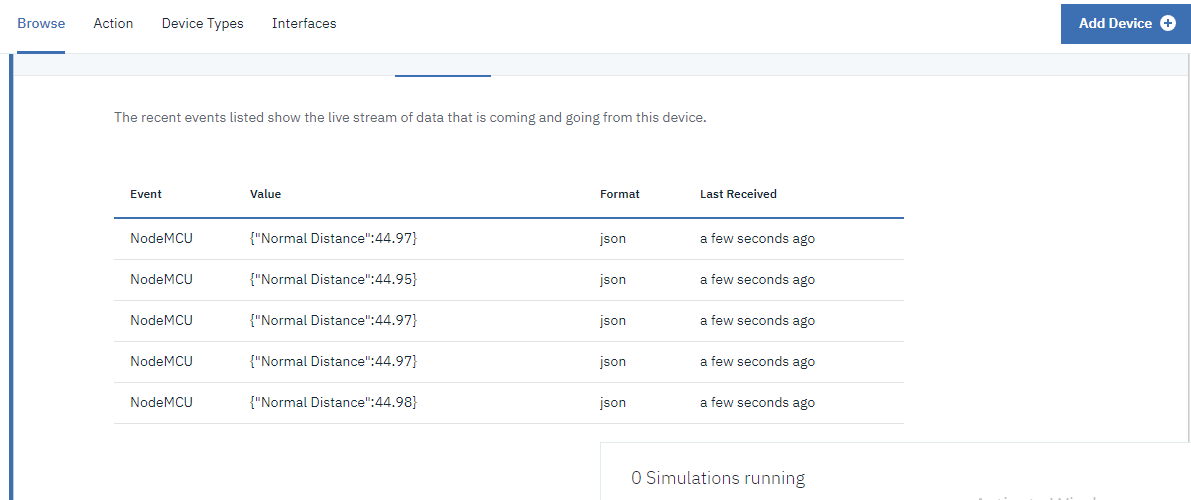 Browse Action Device Types Interfaces Add Device
The recent events listed show the live stream of data that is coming and going from this device.
Event Value Format Last Received
NodeMCU {"Normal Distance":44.97} json a few seconds ago
NodeMCU {"Normal Distance":44.95} json a few seconds ago
NodeMCU {"Normal Distance":44.97} json a few seconds ago
NodeMCU {"Normal Distance":44.97} json a few seconds ago
NodeMCU {"Normal Distance":44.98} json a few seconds ago
0 Simulations running